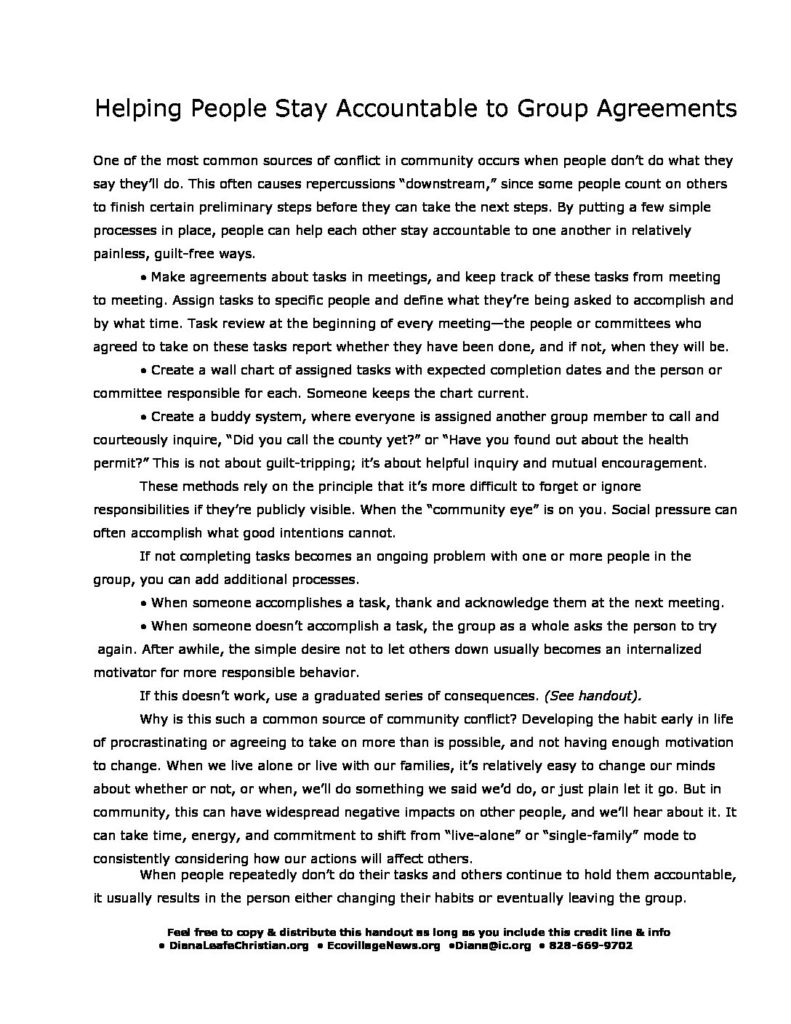 Helping People Stay Accountable to Group Agreements
One of the most common sources of conflict in community occurs when people don’t do what they
say they’ll do. This often causes repercussions “downstream,” since some people count on others
to finish certain preliminary steps before they can take the next steps. By putting a few simple
processes in place, people can help each other stay accountable to one another in relatively
painless, guilt-free ways.
• Make agreements about tasks in meetings, and keep track of these tasks from meeting
to meeting. Assign tasks to specific people and define what they’re being asked to accomplish and
by what time. Task review at the beginning of every meeting—the people or committees who
agreed to take on these tasks report whether they have been done, and if not, when they will be.
• Create a wall chart of assigned tasks with expected completion dates and the person or
committee responsible for each. Someone keeps the chart current.
• Create a buddy system, where everyone is assigned another group member to call and
courteously inquire, “Did you call the county yet?” or “Have you found out about the health
permit?” This is not about guilt-tripping; it’s about helpful inquiry and mutual encouragement.
These methods rely on the principle that it’s more difficult to forget or ignore
responsibilities if they’re publicly visible. When the “community eye” is on you. Social pressure can
often accomplish what good intentions cannot.
If not completing tasks becomes an ongoing problem with one or more people in the
group, you can add additional processes.
• When someone accomplishes a task, thank and acknowledge them at the next meeting.
• When someone doesn’t accomplish a task, the group as a whole asks the person to try
again. After awhile, the simple desire not to let others down usually becomes an internalized
motivator for more responsible behavior.
If this doesn’t work, use a graduated series of consequences. (See handout).
Why is this such a common source of community conflict? Developing the habit early in life
of procrastinating or agreeing to take on more than is possible, and not having enough motivation
to change. When we live alone or live with our families, it’s relatively easy to change our minds
about whether or not, or when, we’ll do something we said we’d do, or just plain let it go. But in
community, this can have widespread negative impacts on other people, and we’ll hear about it. It
can take time, energy, and commitment to shift from “live-alone” or “single-family” mode to
consistently considering how our actions will affect others.
When people repeatedly don’t do their tasks and others continue to hold them accountable,
it usually results in the person either changing their habits or eventually leaving the group.
Feel free to copy & distribute this handout as long as you include this credit line & info
• DianaLeafeChristian.org • EcovillageNews.org •Diana@ic.org • 828-669-9702